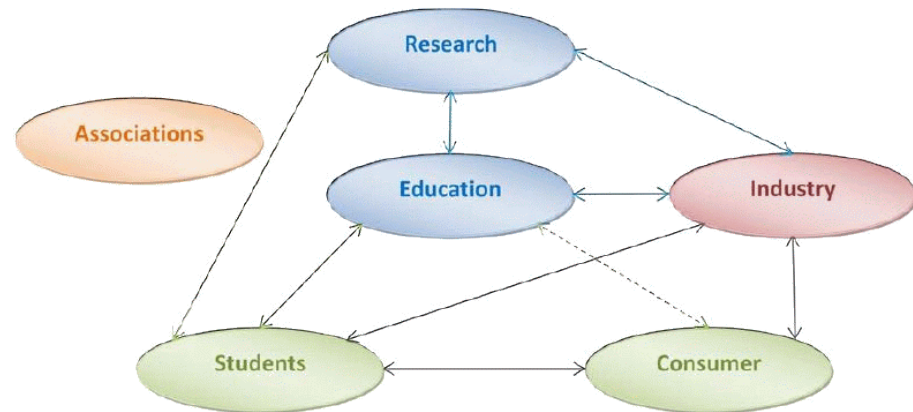 Research
Associations
Education
Industry
Students
Consumer